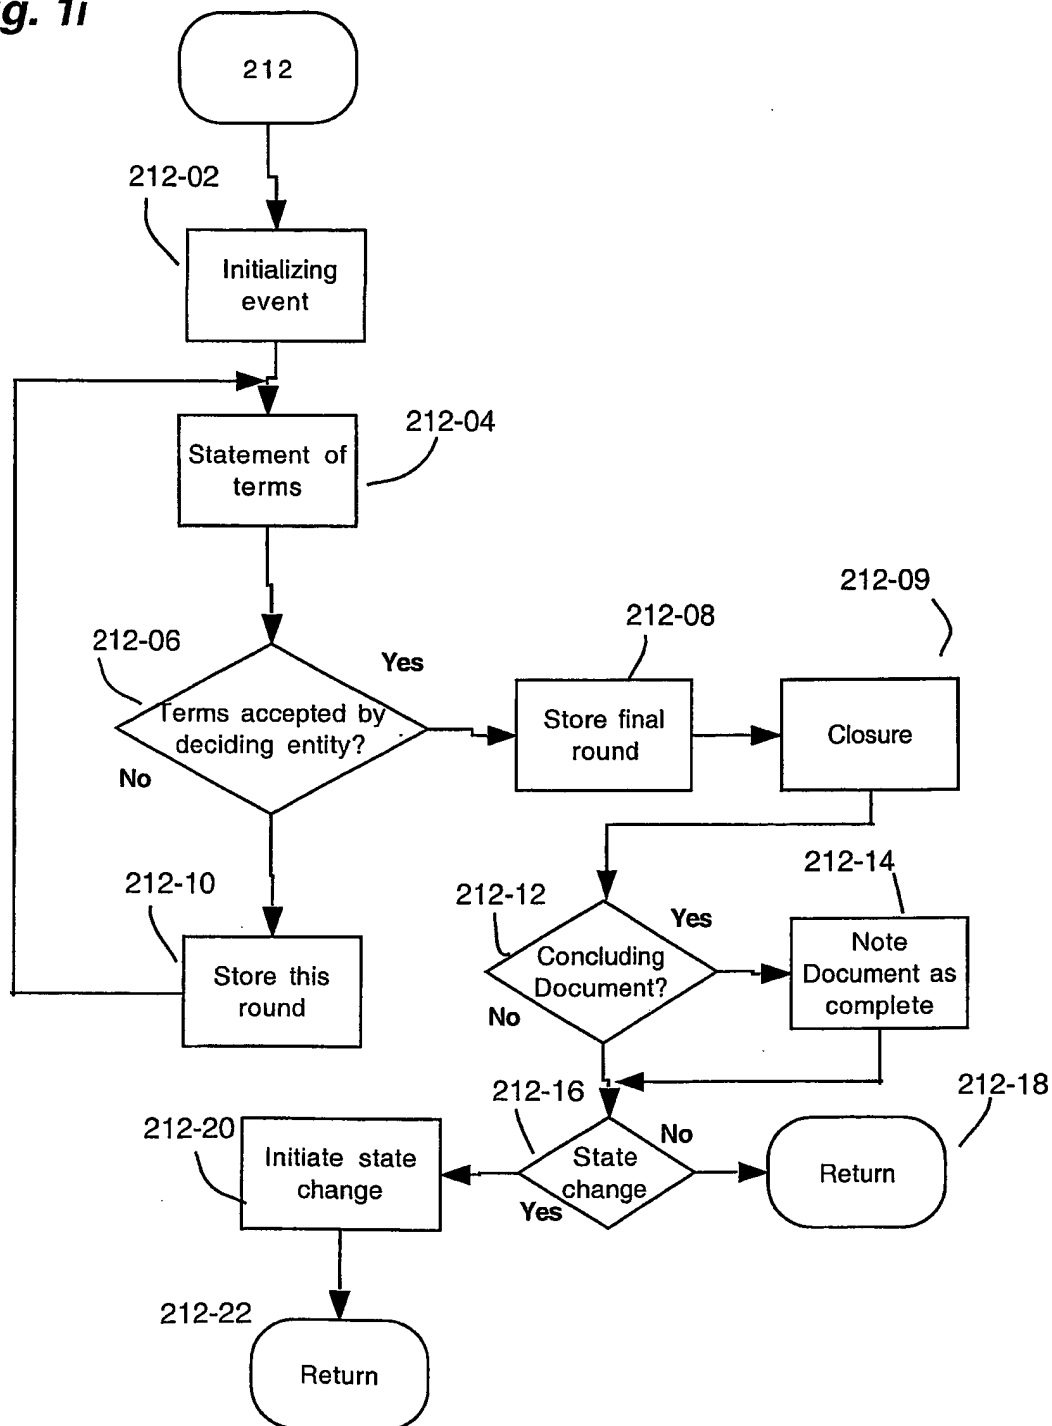 g. 1i
212
212-02
Initializing
event
212-04
Statement of
terms
212-06
Yes
Terms accepted by
deciding entity?
No
212-08
Store final
round
212-09
Closure
212-10
Store this
round
212-12
Yes
Concluding
Document?
No
212-14
Note
Document as
complete
212-16
No
State
change
Yes
212-18
Return
212-20
Initiate state
change
212-22
Return